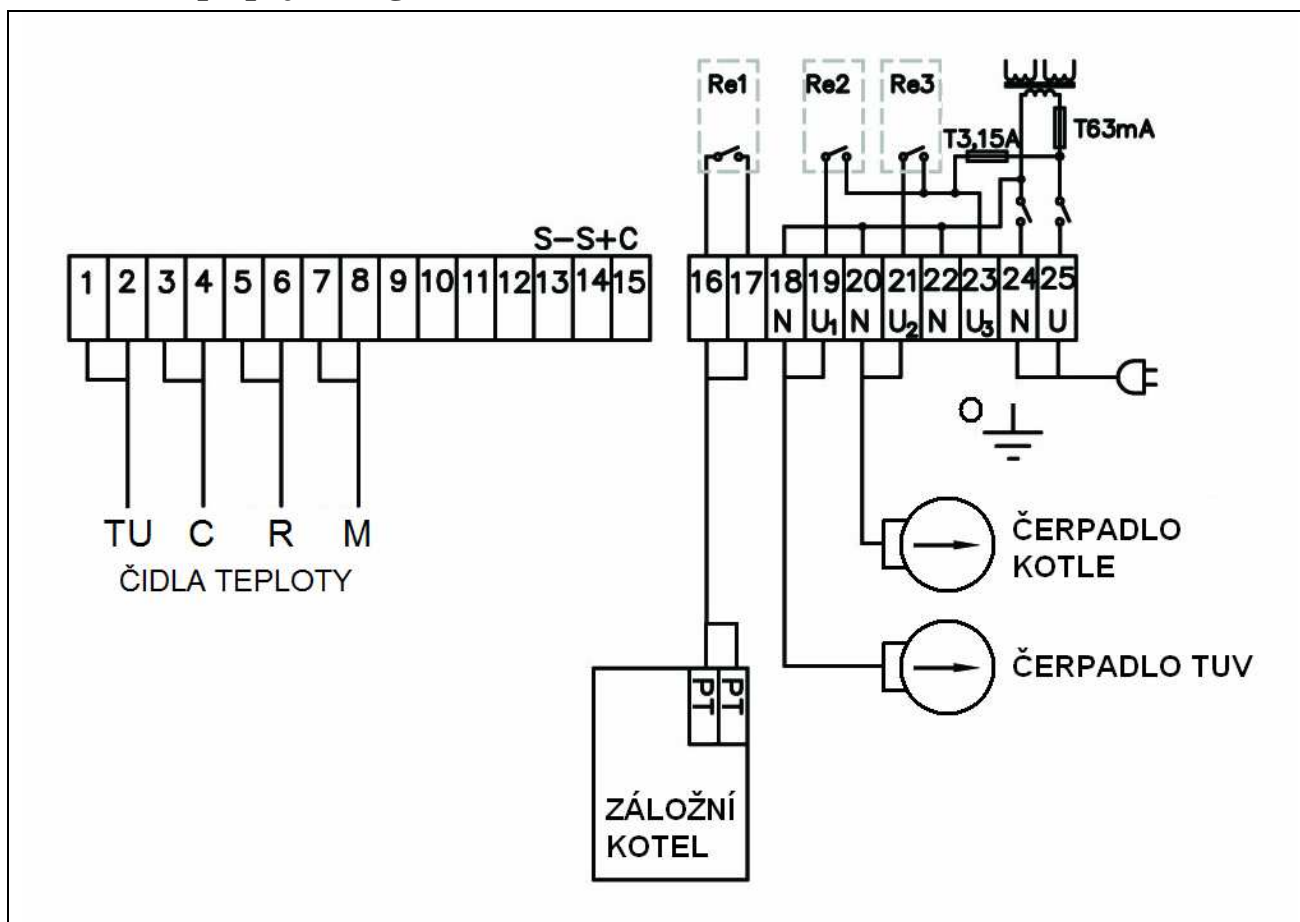 Re1 Re2 Re3
T3,15A T63mA
S-S+C
1 2 3 4 5 6 7 8 9 10 11 12 13 14 15
16 17 18 19 20 21 22 23 24 25
N U1 N U2 N U3 N U
TU C R M
ČIDLA TEPLOTY
ČERPADLO
KOTLE
ČERPADLO TUV
PT PT
ZÁLOŽNÍ
KOTEL